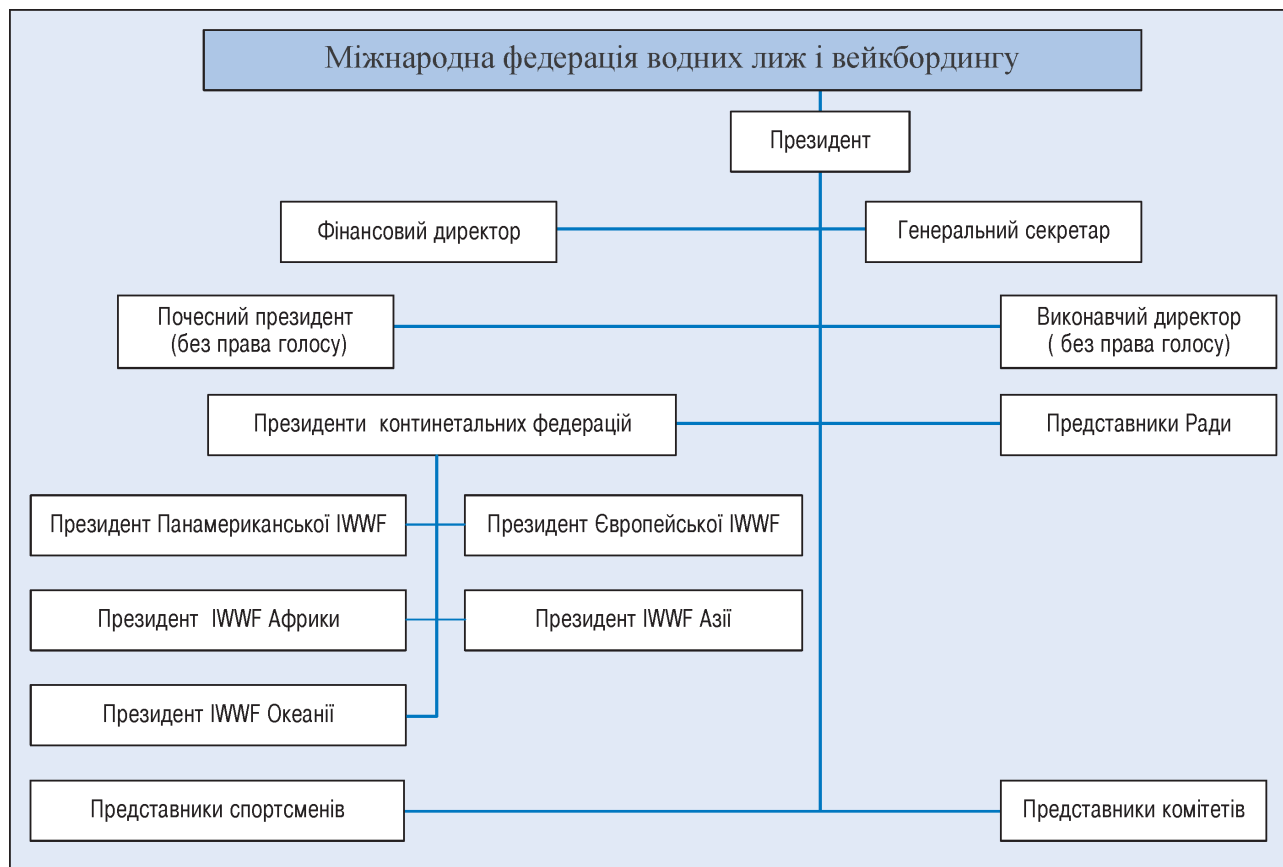 Міжнародна федерація водних лиж і вейкбордингу
Президент
Фінансовий директор
Генеральний секретар
Почесний президент
(без права голосу)
Виконавчий директор
( без права голосу)
Президенти континетальних федерацій
Представники Ради
Президент Панамериканської IWWF
Президент Європейської IWWF
Президент IWWF Африки
Президент IWWF Азії
Президент IWWF Океанії
Представники спортсменів
Представники комітетів